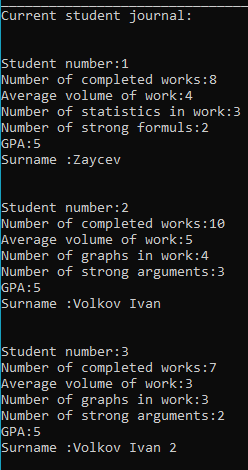 Current student journal:
Student number:1
Number of completed works:8
Average volume of work:4
Number of statistics in work:3
Number of strong formuls:2
GPA:5
Surname :Zaycev
Student number:2
Number of completed works:10
Average volume of work:5
Number of graphs in work:4
Number of strong arguments:3
GPA:5
Surname :Volkov Ivan
Student number:3
Number of completed works:7
Average volume of work:3
Number of graphs in work:3
Number of strong arguments:2
GPA:5
Surname :Volkov Ivan 2